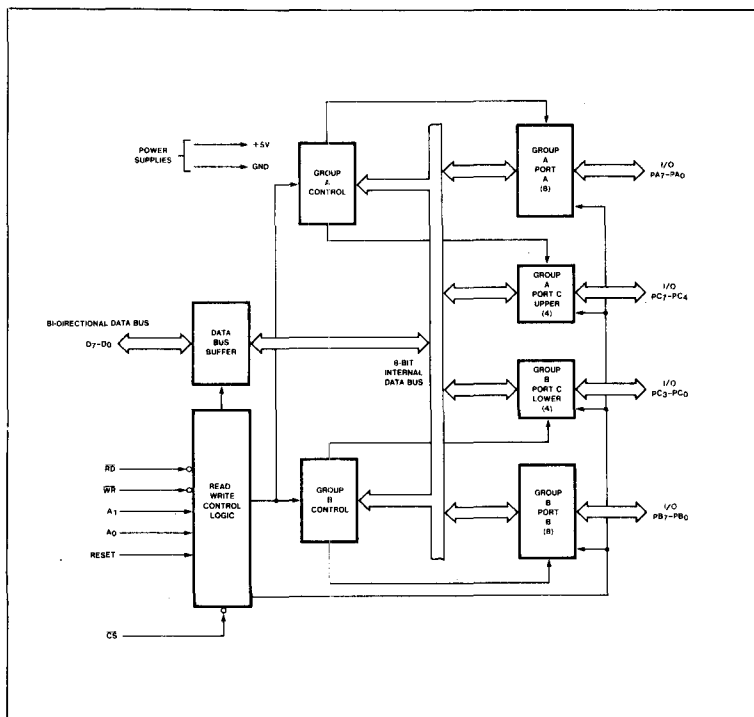 POWER
SUPPLIES
+5V
GND
GROUP
A
CONTROL
GROUP
A
PORT
A
(8)
I/O
PA7-PA0
GROUP
A
PORT C
UPPER
(4)
I/O
PC7-PC4
BI-DIRECTIONAL DATA BUS
D7-D0
DATA
BUS
BUFFER
8-BIT
INTERNAL
DATA BUS
GROUP
B
PORT C
LOWER
(4)
I/O
PC3-PC0
RD
WR
A1
A0
RESET
CS
READ
WRITE
CONTROL
LOGIC
GROUP
B
CONTROL
GROUP
B
PORT
B
(8)
I/O
PB7-PB0